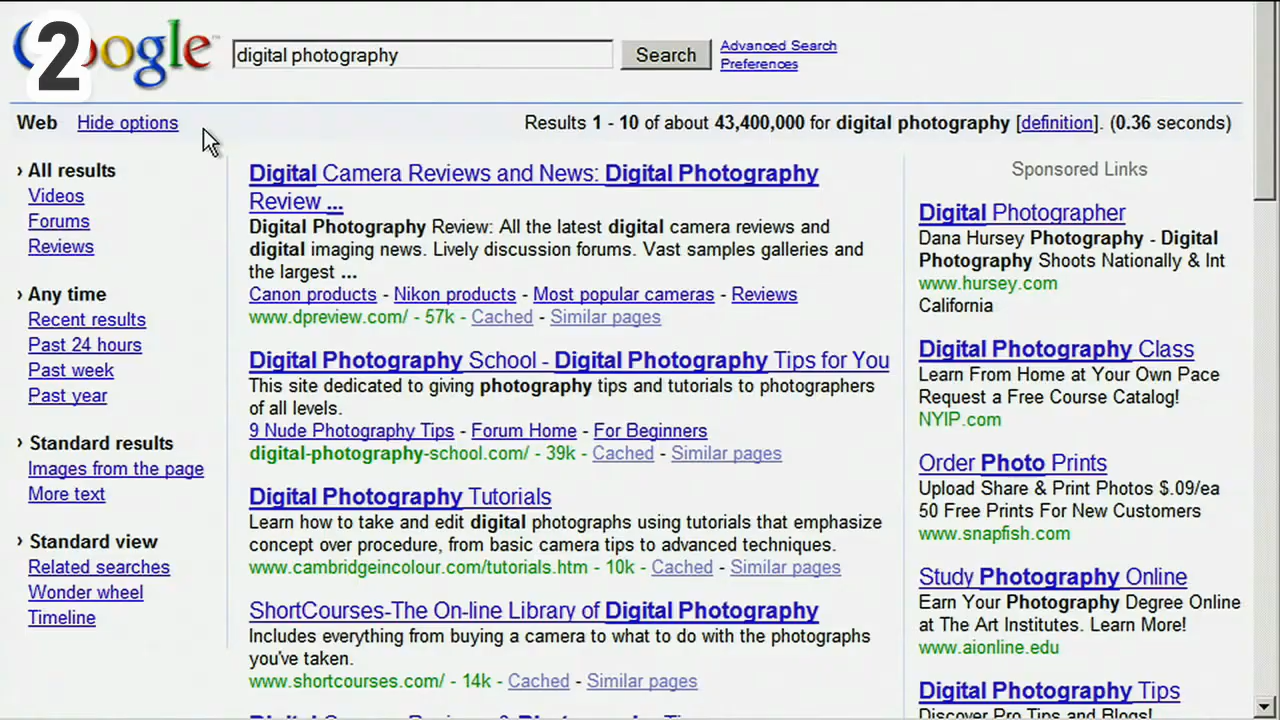 Google
2
digital photography
Search
Advanced Search
Preferences
Web Hide options
Results 1 - 10 of about 43,400,000 for digital photography [definition]. (0.36 seconds)
› All results
Videos
Forums
Reviews
› Any time
Recent results
Past 24 hours
Past week
Past year
› Standard results
Images from the page
More text
› Standard view
Related searches
Wonder wheel
Timeline
Digital Camera Reviews and News: Digital Photography
Review ...
Digital Photography Review: All the latest digital camera reviews and
digital imaging news. Lively discussion forums. Vast samples galleries and
the largest ...
Canon products - Nikon products - Most popular cameras - Reviews
www.dpreview.com/ - 57k - Cached - Similar pages
Digital Photography School - Digital Photography Tips for You
This site dedicated to giving photography tips and tutorials to photographers
of all levels.
9 Nude Photography Tips - Forum Home - For Beginners
digital-photography-school.com/ - 39k - Cached - Similar pages
Digital Photography Tutorials
Learn how to take and edit digital photographs using tutorials that emphasize
concept over procedure, from basic camera tips to advanced techniques.
www.cambridgeincolour.com/tutorials.htm - 10k - Cached - Similar pages
ShortCourses-The On-line Library of Digital Photography
Includes everything from buying a camera to what to do with the photographs
you've taken.
www.shortcourses.com/ - 14k - Cached - Similar pages
Sponsored Links
Digital Photographer
Dana Hursey Photography - Digital
Photography Shoots Nationally & Int
www.hursey.com
California
Digital Photography Class
Learn From Home at Your Own Pace
Request a Free Course Catalog!
NYIP.com
Order Photo Prints
Upload Share & Print Photos $.09/ea
50 Free Prints For New Customers
www.snapfish.com
Study Photography Online
Earn Your Photography Degree Online
at The Art Institutes. Learn More!
www.aionline.edu
Digital Photography Tips
Discover Pro Tips and Blogs!